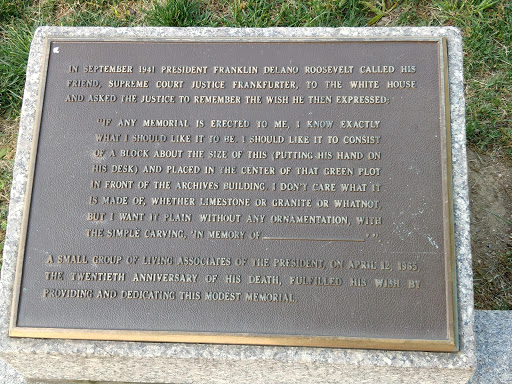 IN SEPTEMBER 1941 PRESIDENT FRANKLIN DELANO ROOSEVELT CALLED HIS
FRIEND, SUPREME COURT JUSTICE FRANKFURTER, TO THE WHITE HOUSE
AND ASKED THE JUSTICE TO REMEMBER THE WISH HE THEN EXPRESSED:
"IF ANY MEMORIAL IS ERECTED TO ME, I KNOW EXACTLY
WHAT I SHOULD LIKE IT TO BE. I SHOULD LIKE IT TO CONSIST
OF A BLOCK ABOUT THE SIZE OF THIS (PUTTING HIS HAND ON
HIS DESK) AND PLACED IN THE CENTER OF THAT GREEN PLOT
IN FRONT OF THE ARCHIVES BUILDING. I DON'T CARE WHAT IT
IS MADE OF, WHETHER LIMESTONE OR GRANITE OR WHATNOT,
BUT I WANT IT PLAIN WITHOUT ANY ORNAMENTATION, WITH
THE SIMPLE CARVING, 'IN MEMORY OF ____________'."
A SMALL GROUP OF LIVING ASSOCIATES OF THE PRESIDENT, ON APRIL 12, 1965
THE TWENTIETH ANNIVERSARY OF HIS DEATH, FULFILLED HIS WISH BY
PROVIDING AND DEDICATING THIS MODEST MEMORIAL.